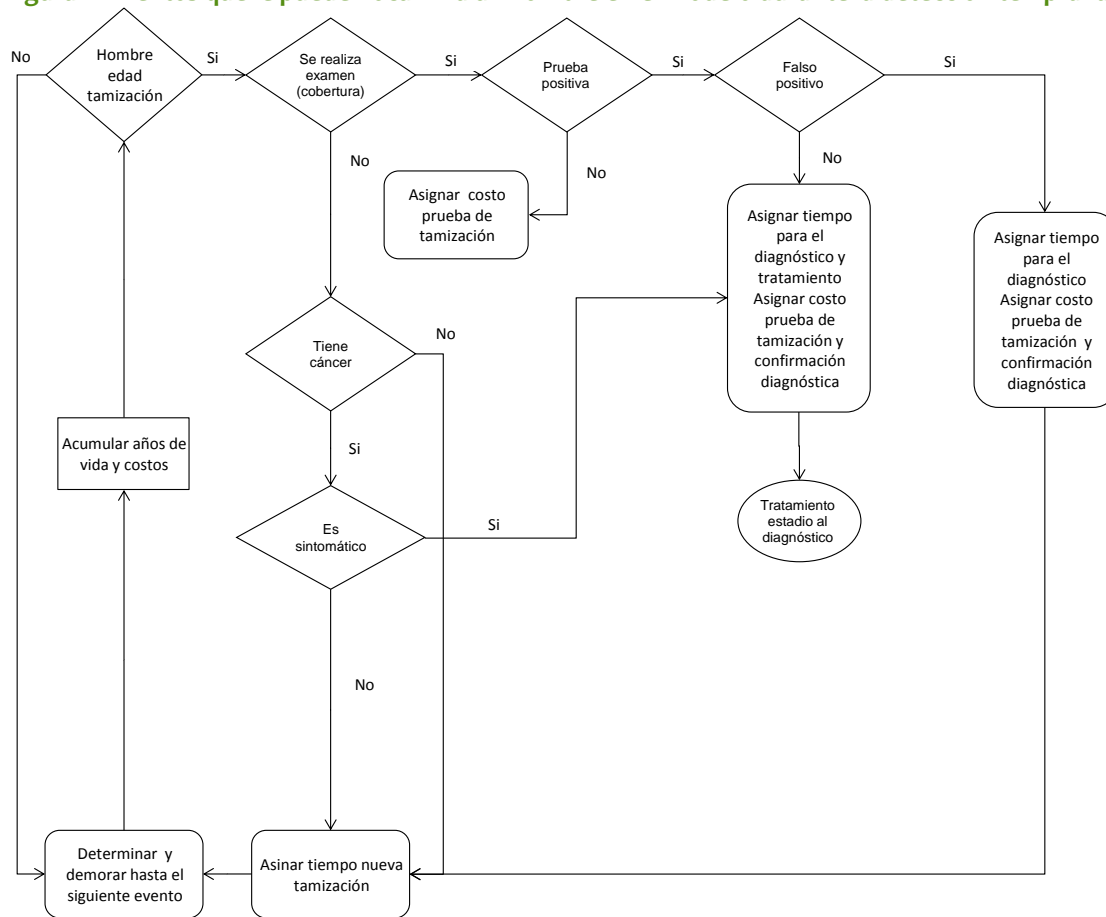 No
Hombre
edad
tamización
Si
Se realiza
examen
(cobertura)
Si
Prueba
positiva
Si
Falso
positivo
Si
No
No
No
Asignar costo
prueba de
tamización
Asignar tiempo
para el
diagnóstico y
tratamiento
Asignar costo
prueba de
tamización y
confirmación
diagnóstica
Asignar tiempo
para el
diagnóstico
Asignar costo
prueba de
tamización y
confirmación
diagnóstica
Tiene
cáncer
No
Si
Acumular años de
vida y costos
Es
sintomático
Si
Tratamiento
estadio al
diagnóstico
No
Determinar y
demorar hasta el
siguiente evento
Asinar tiempo nueva
tamización